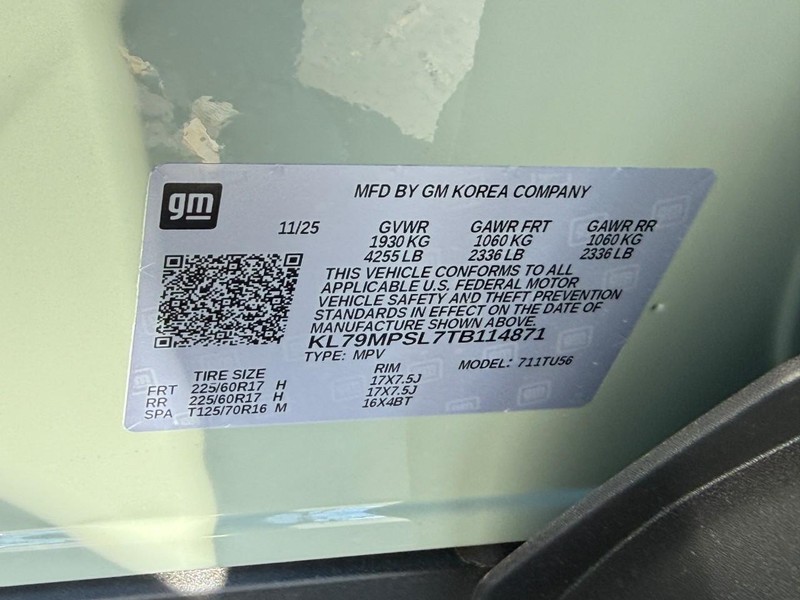 gm
MFD BY GM KOREA COMPANY
11/25 GVWR GAWR FRT GAWR RR
1930 KG 1060 KG 1060 KG
4255 LB 2336 LB 2336 LB
THIS VEHICLE CONFORMS TO ALL
APPLICABLE U.S. FEDERAL MOTOR
VEHICLE SAFETY AND THEFT PREVENTION
STANDARDS IN EFFECT ON THE DATE OF
MANUFACTURE SHOWN ABOVE.
KL79MPSL7TB114871
TYPE: MPV MODEL: 711TU56
TIRE SIZE RIM
FRT 225/60R17 H 17X7.5J
RR 225/60R17 H 17X7.5J
SPA T125/70R16 M 16X4BT